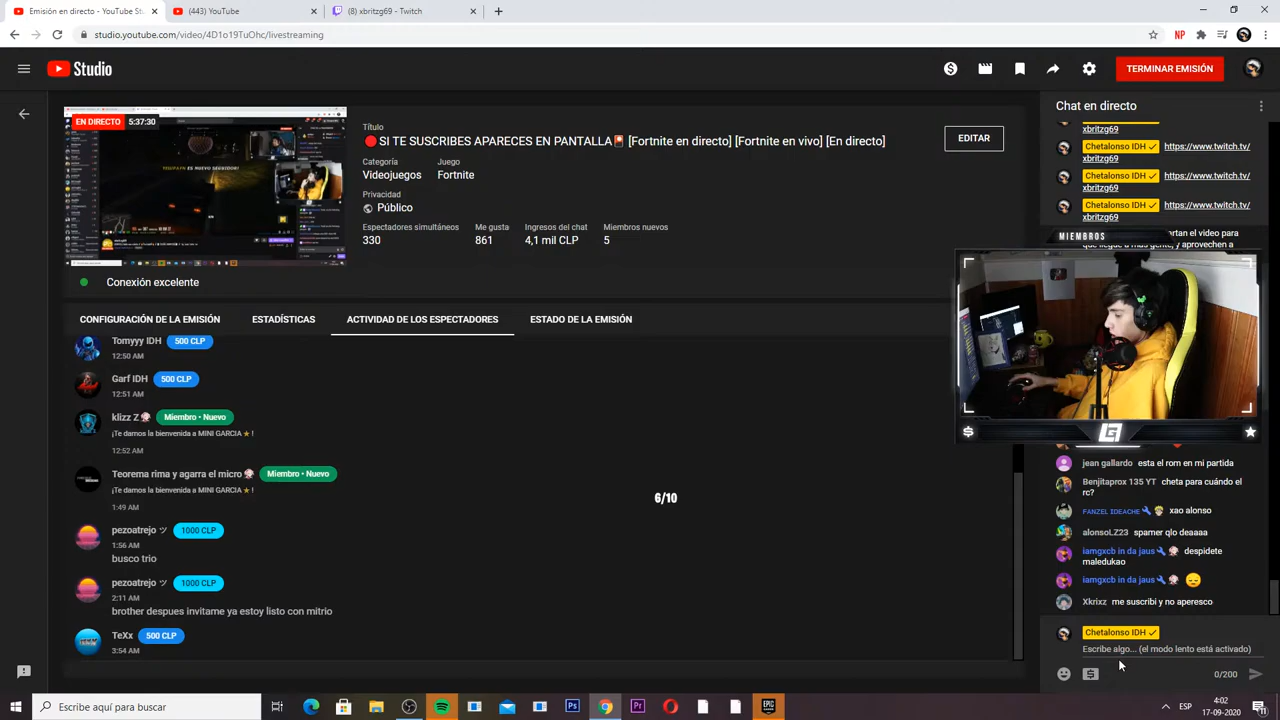 Emisión en directo - YouTube Stu
(443) YouTube
(8) xbritzg69 - Twitch
studio.youtube.com/video/4D1o19TuOhc/livestreaming
NP
Studio
TERMINAR EMISIÓN
EN DIRECTO 5:37:30
Título
SI TE SUSCRIBES APARECES EN PANTALLA [Fortnite en directo] [Fortnite en vivo] [En directo]
EDITAR
Categoría
Videojuegos
Juego
Fortnite
Privacidad
Público
Espectadores simultáneos
330
Me gusta
861
Ingresos del chat
4,1 mil CLP
Miembros nuevos
5
Conexión excelente
CONFIGURACIÓN DE LA EMISIÓN
ESTADÍSTICAS
ACTIVIDAD DE LOS ESPECTADORES
ESTADO DE LA EMISIÓN
Tomyyy IDH 500 CLP
12:50 AM
Garf IDH 500 CLP
12:51 AM
klizz Z Miembro • Nuevo
¡Te damos la bienvenida a MINI GARCIA ★ !
12:52 AM
Teorema rima y agarra el micro Miembro • Nuevo
¡Te damos la bienvenida a MINI GARCIA ★ !
1:49 AM
pezoatrejo ツ 1000 CLP
1:56 AM
busco trio
pezoatrejo ツ 1000 CLP
2:11 AM
brother despues invitame ya estoy listo con mitrio
TeXx 500 CLP
3:54 AM
6/10
Chat en directo
xbritzg69
Chetalonso IDH ✓ https://www.twitch.tv/
xbritzg69
Chetalonso IDH ✓ https://www.twitch.tv/
xbritzg69
Chetalonso IDH ✓ https://www.twitch.tv/
xbritzg69
el video para
MIEMBROS
jean gallardo esta el rom en mi partida
Benjitaprox 135 YT cheta para cuándo el
rc?
FANZEL IDEACHE xao alonso
alonsoLZ23 spamer qlo deaaaa
iamgxcb in da jaus despidete
maledukao
iamgxcb in da jaus
Xkrixz me suscribi y no aperesco
Chetalonso IDH ✓
Escribe algo... (el modo lento está activado)
0/200
Escribe aquí para buscar
ESP
4:02
17-09-2020